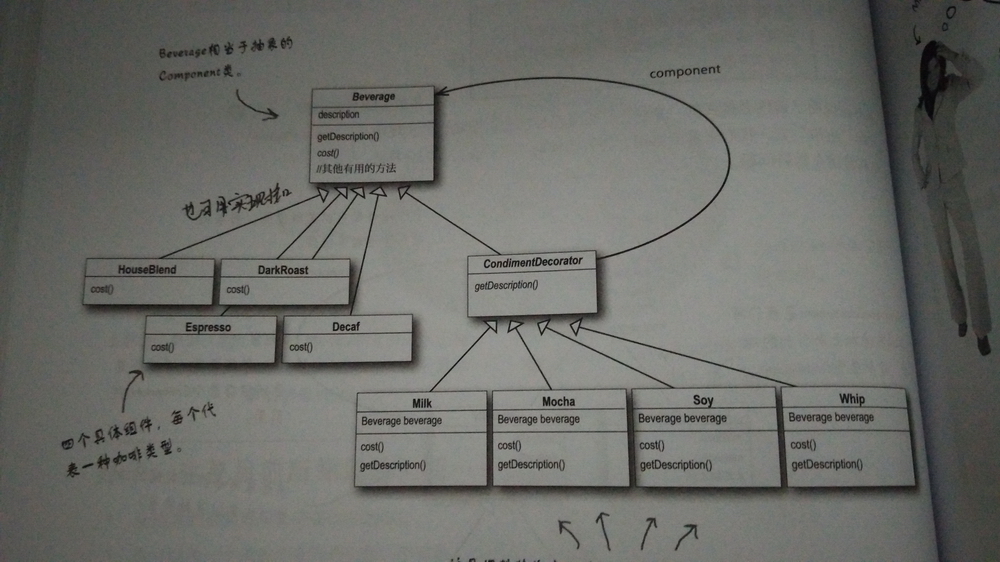 Beverage相当于抽象的
Component类。
component
Beverage
description
getDescription()
cost()
//其他有用的方法
也可是实现接口
HouseBlend
cost()
DarkRoast
cost()
CondimentDecorator
getDescription()
Espresso
cost()
Decaf
cost()
四个具体组件，每个代
表一种咖啡类型。
Milk
Beverage beverage
cost()
getDescription()
Mocha
Beverage beverage
cost()
getDescription()
Soy
Beverage beverage
cost()
getDescription()
Whip
Beverage beverage
cost()
getDescription()